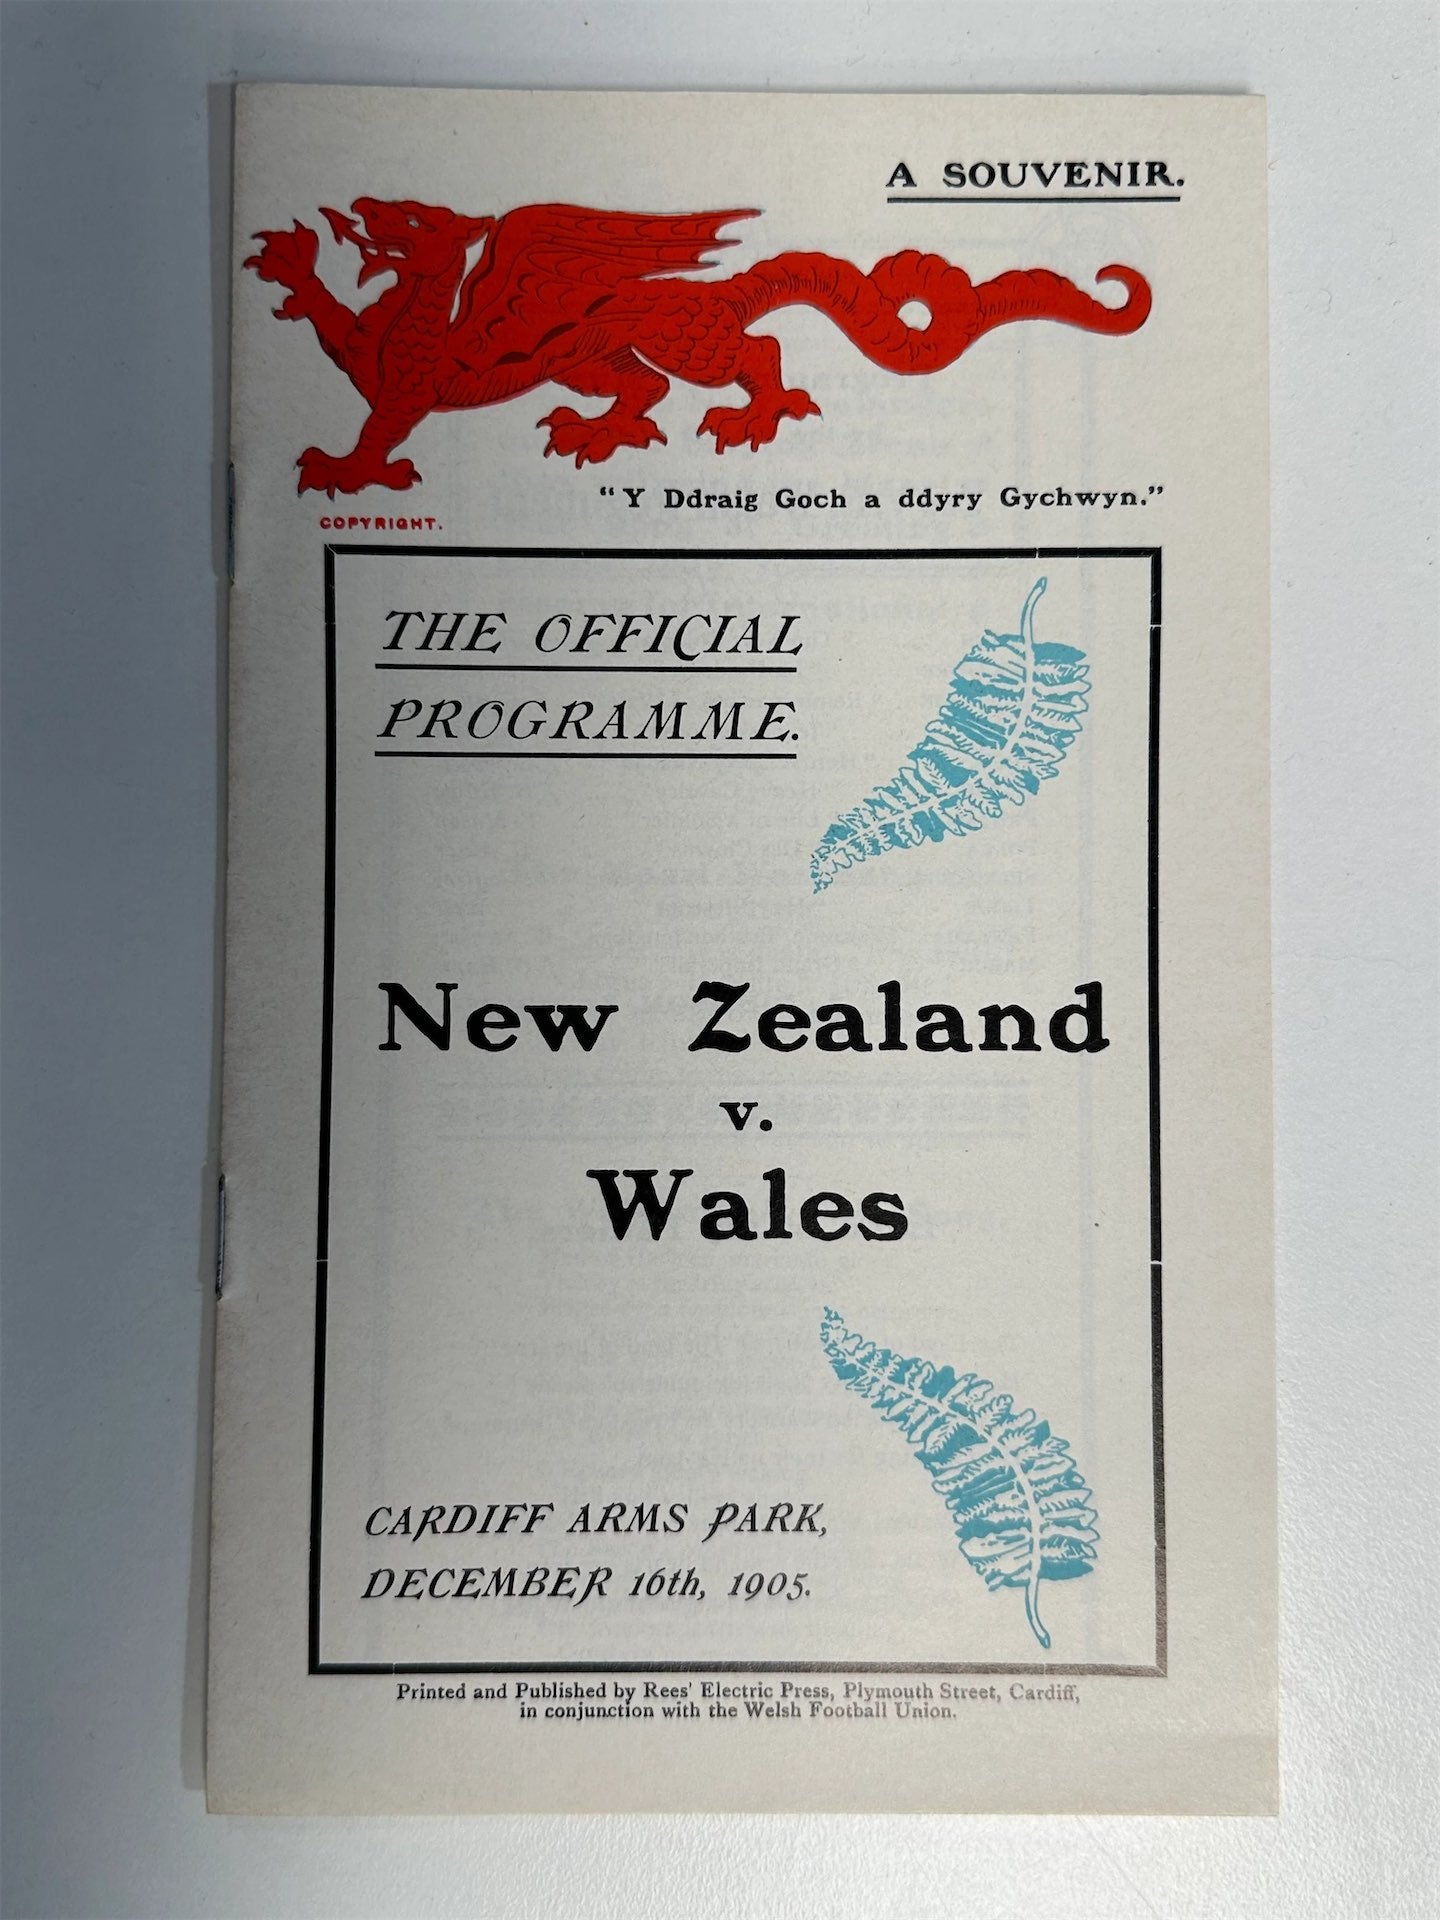 A SOUVENIR.
"Y Ddraig Goch a ddyry Gychwyn."
COPYRIGHT.
THE OFFICIAL
PROGRAMME.
New Zealand
v.
Wales
CARDIFF ARMS PARK,
DECEMBER 16th, 1905.
Printed and Published by Rees' Electric Press, Plymouth Street, Cardiff,
in conjunction with the Welsh Football Union.